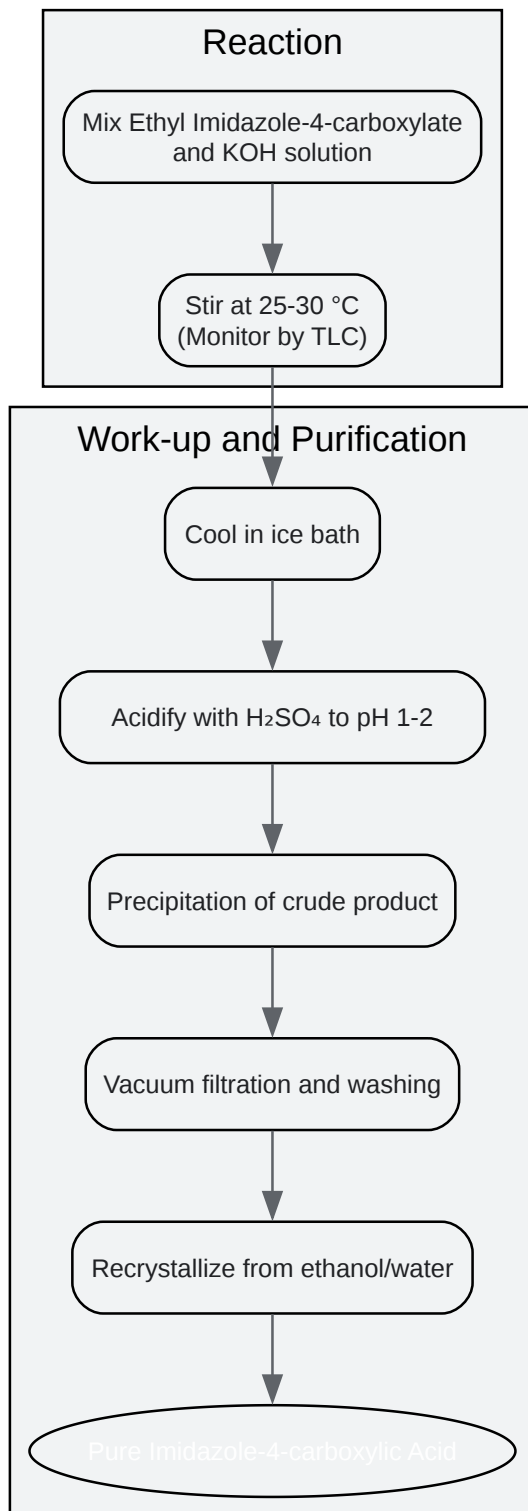 Reaction
Mix Ethyl Imidazole-4-carboxylate
and KOH solution
Stir at 25-30 °C
(Monitor by TLC)
Work-up and Purification
Cool in ice bath
Acidify with H₂SO₄ to pH 1-2
Precipitation of crude product
Vacuum filtration and washing
Recrystallize from ethanol/water
Pure Imidazole-4-carboxylic Acid